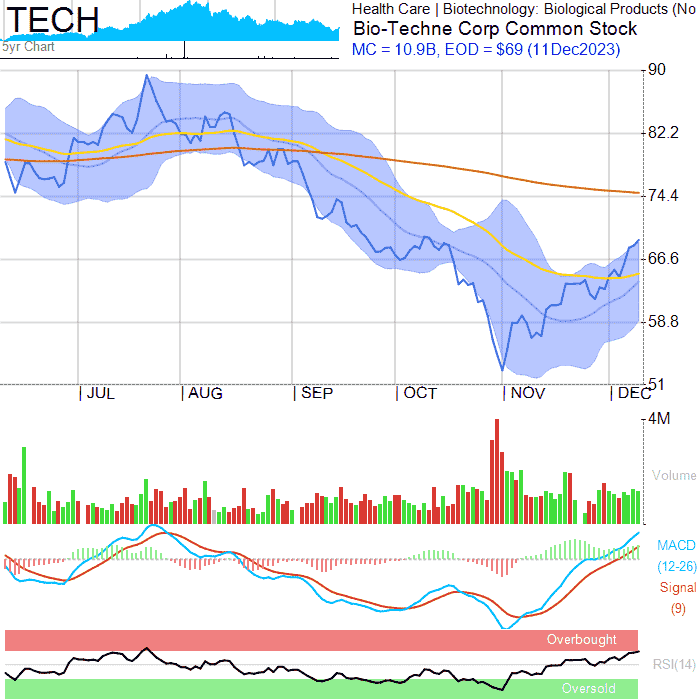 TECH
5yr Chart
Health Care | Biotechnology: Biological Products (No
Bio-Techne Corp Common Stock
MC = 10.9B, EOD = $69 (11Dec2023)
90
82.2
74.4
66.6
58.8
51
| JUL | AUG | SEP | OCT | NOV | DEC
4M
Volume
MACD
(12-26)
Signal
(9)
Overbought
RSI(14)
Oversold